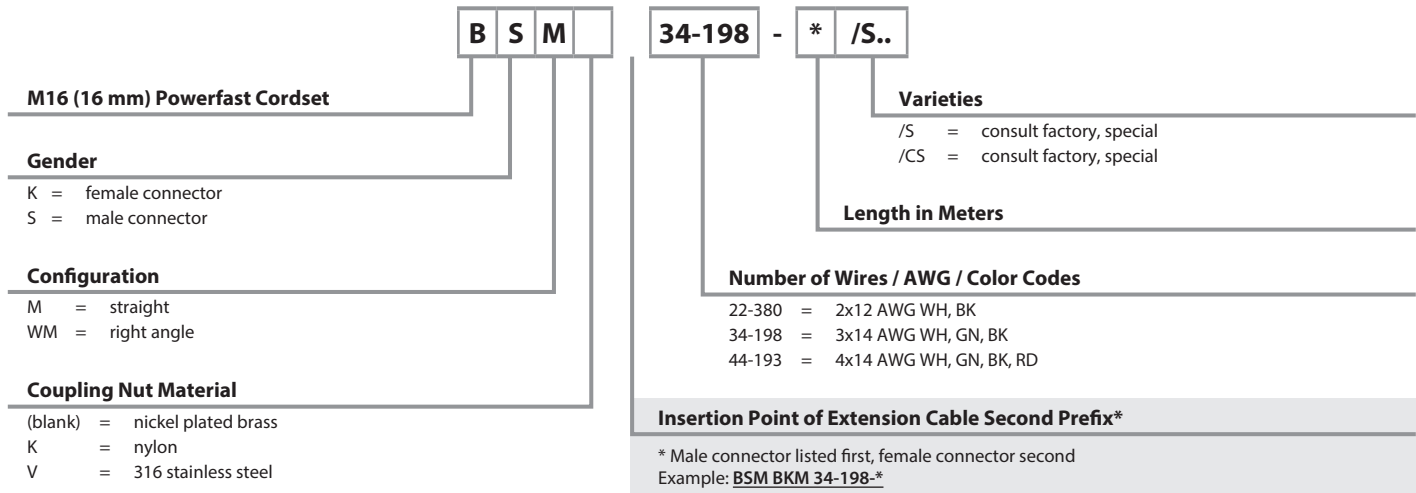 B S M 34-198 - * /S..
M16 (16 mm) Powerfast Cordset
Gender
K = female connector
S = male connector
Configuration
M = straight
WM = right angle
Coupling Nut Material
(blank) = nickel plated brass
K = nylon
V = 316 stainless steel
Varieties
/S = consult factory, special
/CS = consult factory, special
Length in Meters
Number of Wires / AWG / Color Codes
22-380 = 2x12 AWG WH, BK
34-198 = 3x14 AWG WH, GN, BK
44-193 = 4x14 AWG WH, GN, BK, RD
Insertion Point of Extension Cable Second Prefix*
* Male connector listed first, female connector second
Example: BSM BKM 34-198-*